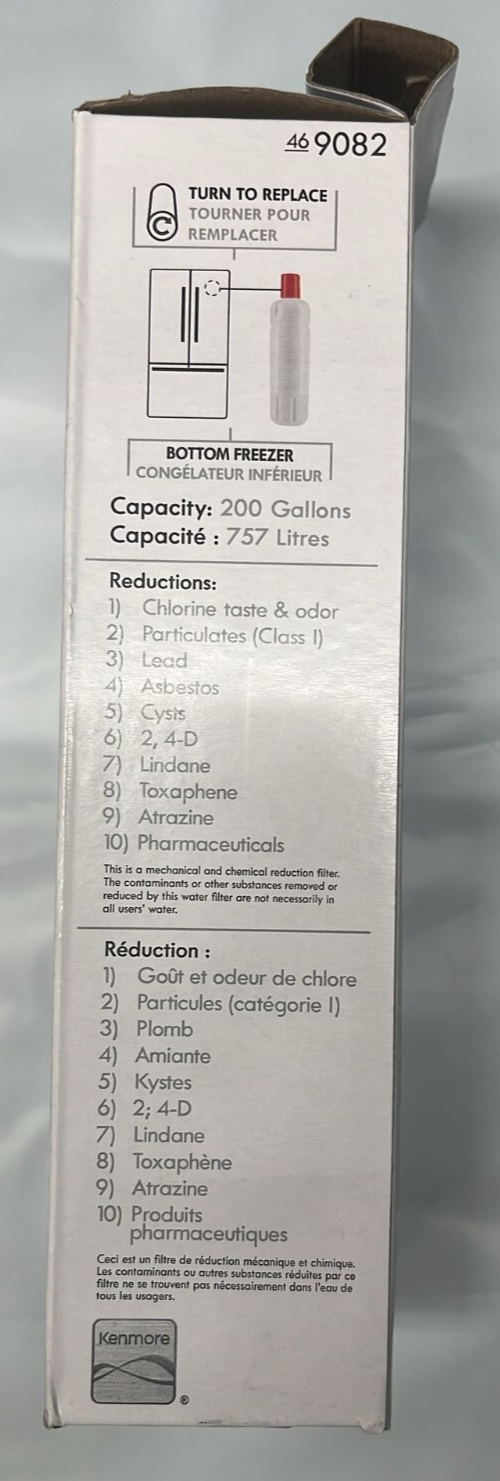 46 9082
TURN TO REPLACE
TOURNER POUR
REMPLACER
BOTTOM FREEZER
CONGÉLATEUR INFÉRIEUR
Capacity: 200 Gallons
Capacité : 757 Litres
Reductions:
1) Chlorine taste & odor
2) Particulates (Class I)
3) Lead
4) Asbestos
5) Cysts
6) 2, 4-D
7) Lindane
8) Toxaphene
9) Atrazine
10) Pharmaceuticals
This is a mechanical and chemical reduction filter.
The contaminants or other substances removed or
reduced by this water filter are not necessarily in
all users' water.
Réduction :
1) Goût et odeur de chlore
2) Particules (catégorie I)
3) Plomb
4) Amiante
5) Kystes
6) 2; 4-D
7) Lindane
8) Toxaphène
9) Atrazine
10) Produits
pharmaceutiques
Ceci est un filtre de réduction mécanique et chimique.
Les contaminants ou autres substances réduites par ce
filtre ne se trouvent pas nécessairement dans l'eau de
tous les usagers.
Kenmore
®